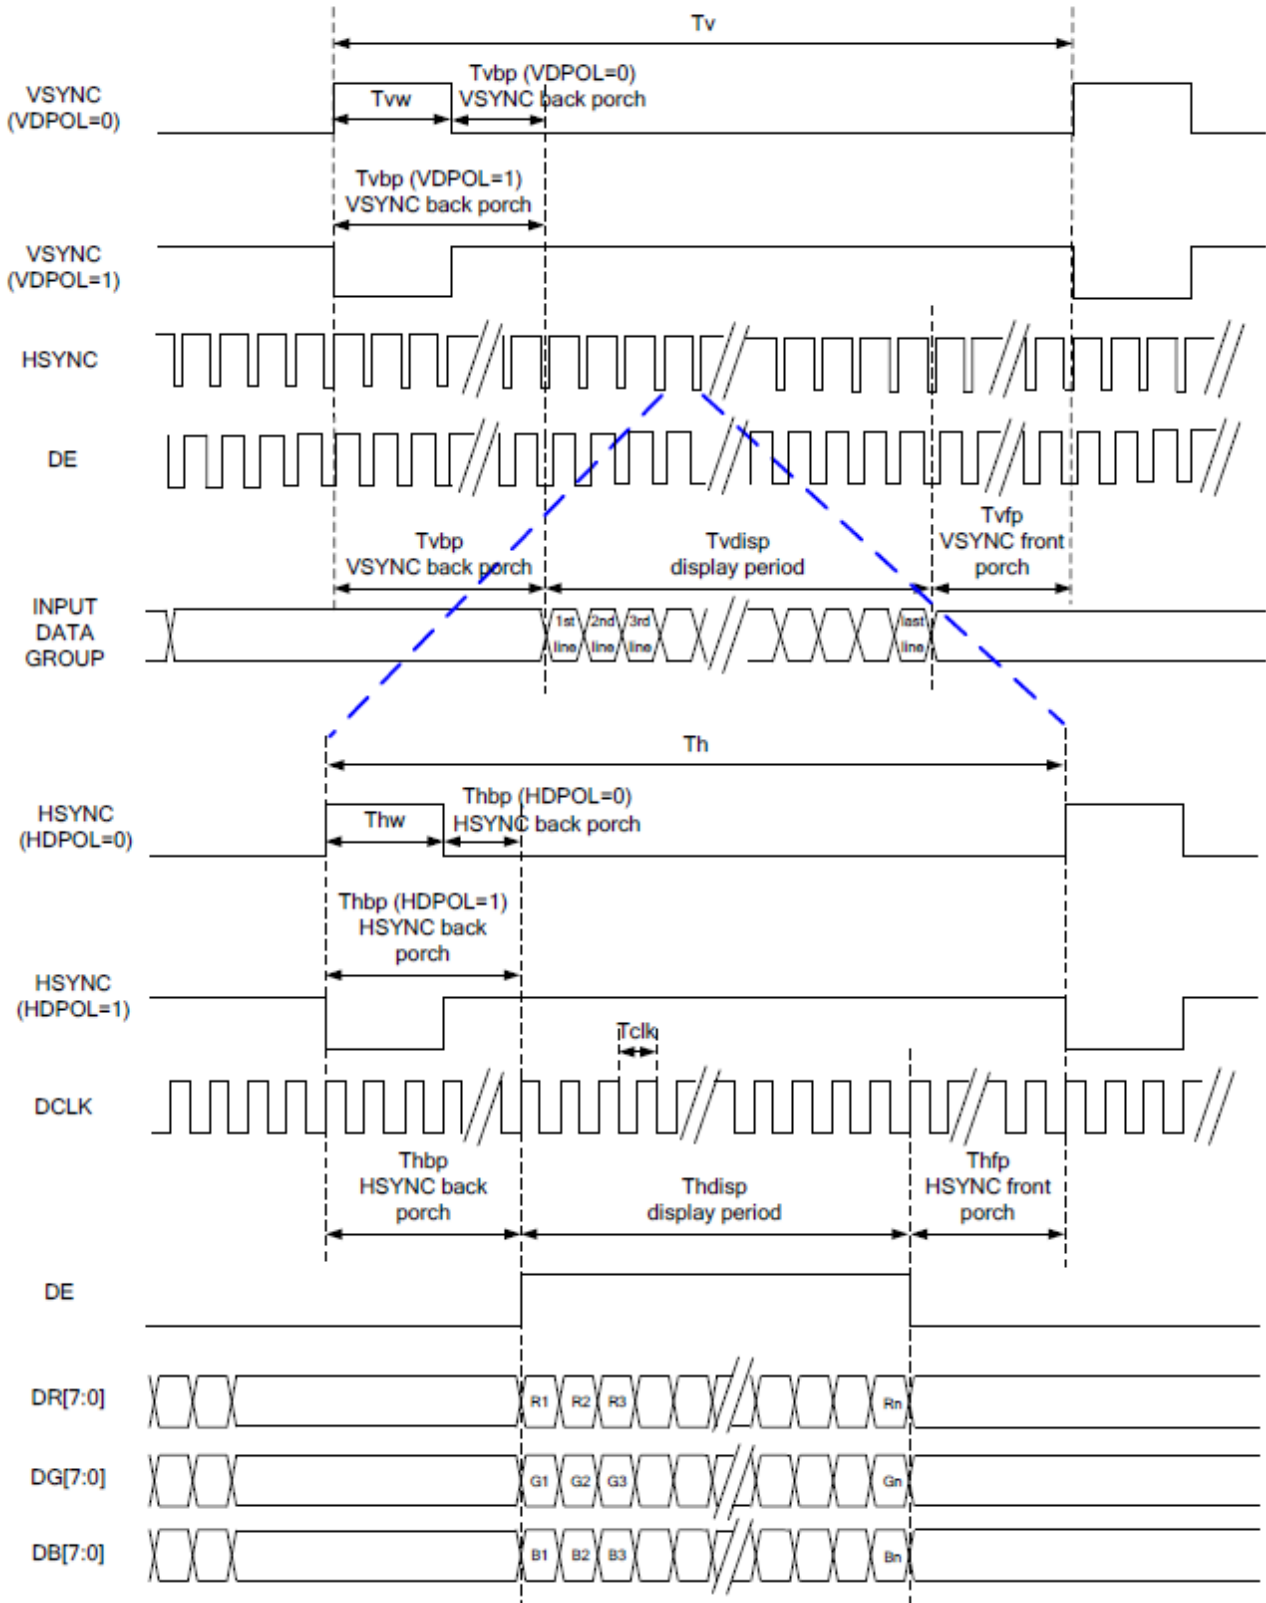 Tv
VSYNC
(VDPOL=0)
Tvw
Tvbp (VDPOL=0)
VSYNC back porch
Tvbp (VDPOL=1)
VSYNC back porch
VSYNC
(VDPOL=1)
HSYNC
DE
Tvbp
VSYNC back porch
Tvdisp
display period
Tvfp
VSYNC front
porch
INPUT
DATA
GROUP
1st
line
2nd
line
3rd
line
last
line
Th
HSYNC
(HDPOL=0)
Thw
Thbp (HDPOL=0)
HSYNC back porch
Thbp (HDPOL=1)
HSYNC back
porch
HSYNC
(HDPOL=1)
Tclk
DCLK
Thbp
HSYNC back
porch
Thdisp
display period
Thfp
HSYNC front
porch
DE
DR[7:0]
R1
R2
R3
Rn
DG[7:0]
G1
G2
G3
Gn
DB[7:0]
B1
B2
B3
Bn